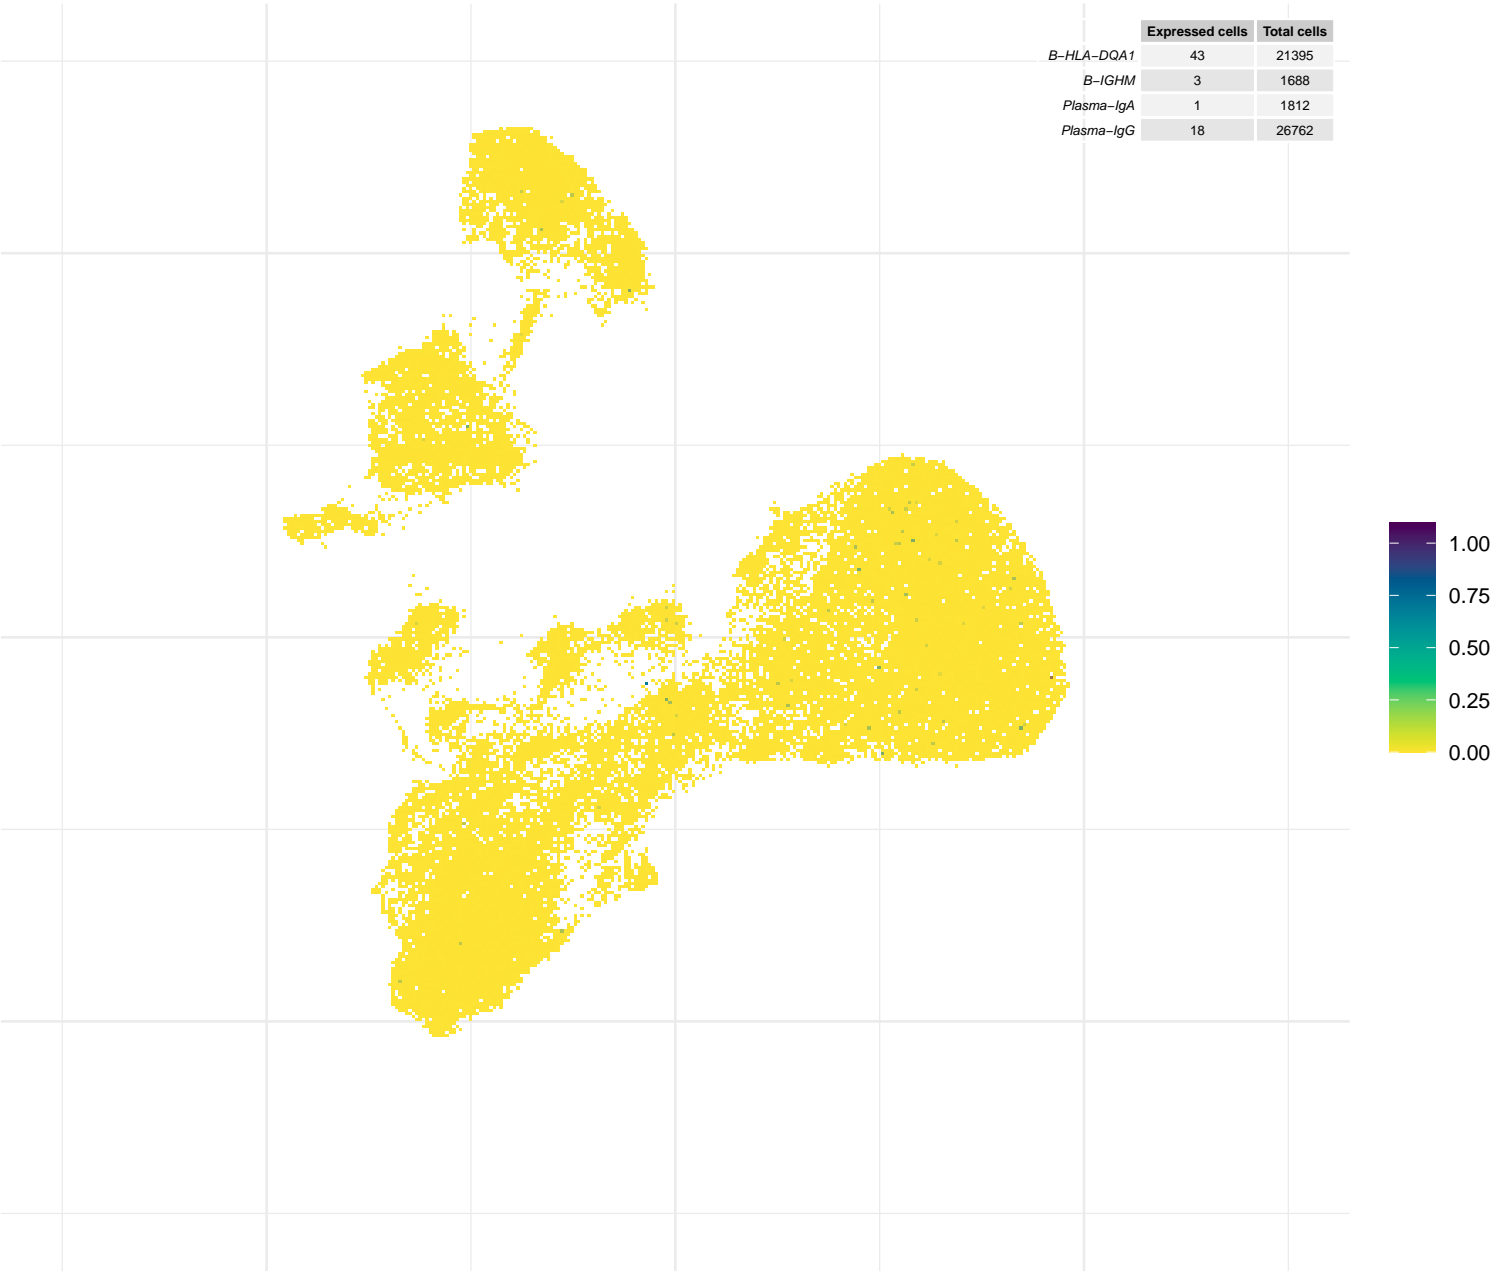 Expressed cells Total cells
B−HLA−DQA1 43 21395
B−IGHM 3 1688
Plasma−IgA 1 1812
Plasma−IgG 18 26762
1.00
0.75
0.50
0.25
0.00